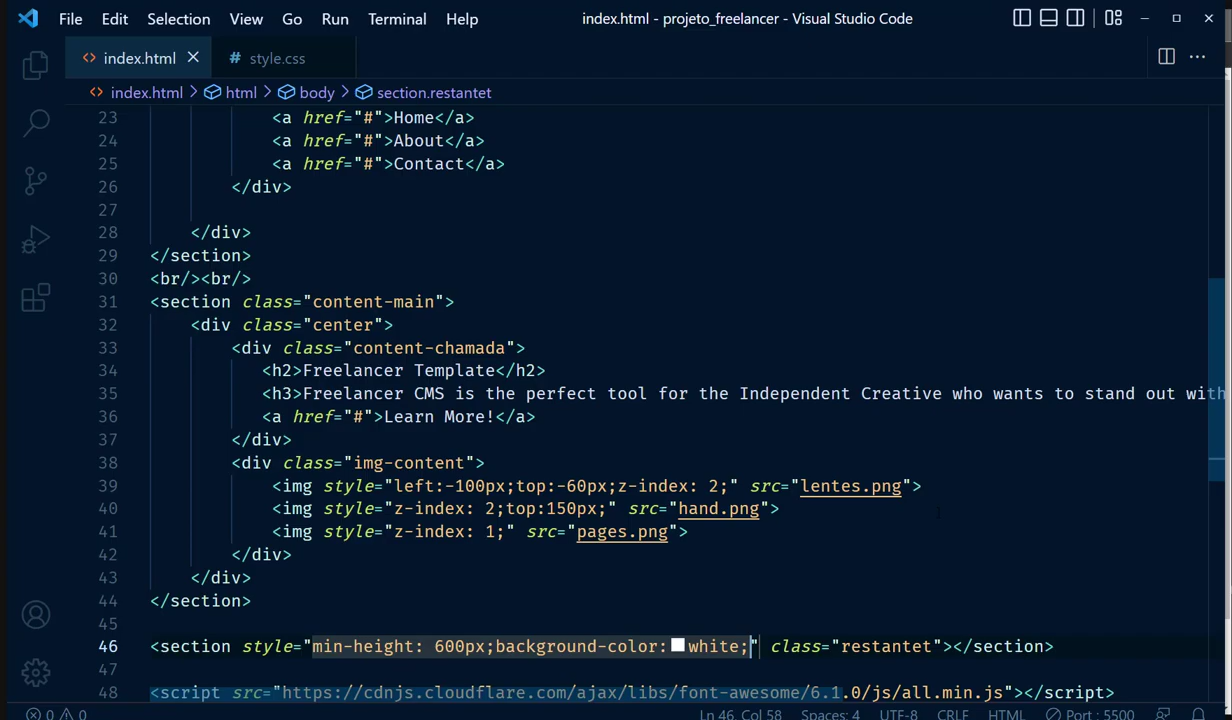 File Edit Selection View Go Run Terminal Help index.html - projeto_freelancer - Visual Studio Code
<> index.html # style.css
<> index.html > html > body > section.restantet
23 <a href="#">Home</a>
24 <a href="#">About</a>
25 <a href="#">Contact</a>
26 </div>
27
28 </div>
29 </section>
30 <br/><br/>
31 <section class="content-main">
32 <div class="center">
33 <div class="content-chamada">
34 <h2>Freelancer Template</h2>
35 <h3>Freelancer CMS is the perfect tool for the Independent Creative who wants to stand out with
36 <a href="#">Learn More!</a>
37 </div>
38 <div class="img-content">
39 <img style="left:-100px;top:-60px;z-index: 2;" src="lentes.png">
40 <img style="z-index: 2;top:150px;" src="hand.png">
41 <img style="z-index: 1;" src="pages.png">
42 </div>
43 </div>
44 </section>
45
46 <section style="min-height: 600px;background-color:white;" class="restantet"></section>
47
48 <script src="https://cdnjs.cloudflare.com/ajax/libs/font-awesome/6.1.0/js/all.min.js"></script>
0 0 Ln 46, Col 58 Spaces: 4 UTF-8 CRLF HTML Port : 5500